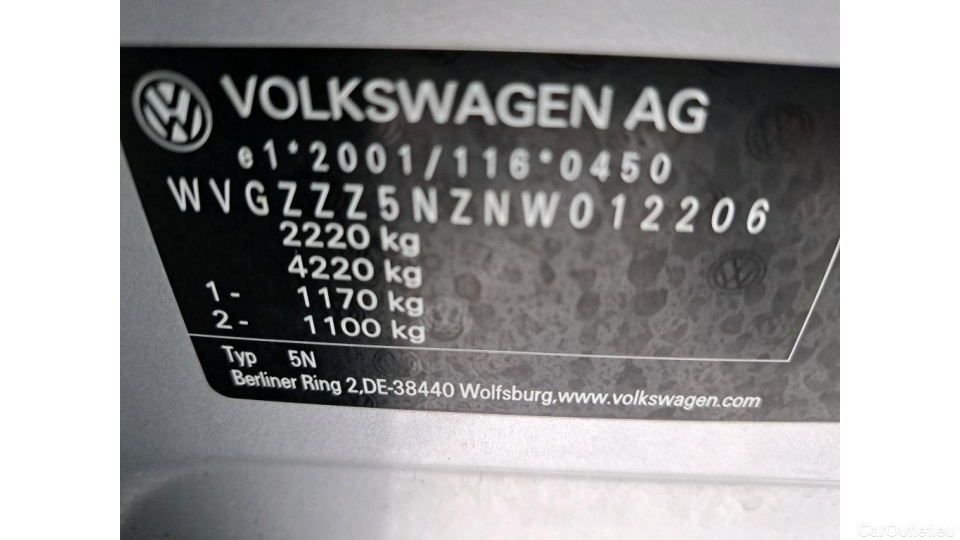 VOLKSWAGEN AG
e1*2001/116*0450
WVGZZZ5NZNW012206
2220 kg
4220 kg
1- 1170 kg
2- 1100 kg
Typ 5N
Berliner Ring 2,DE-38440 Wolfsburg,www.volkswagen.com
CarOutlet.eu